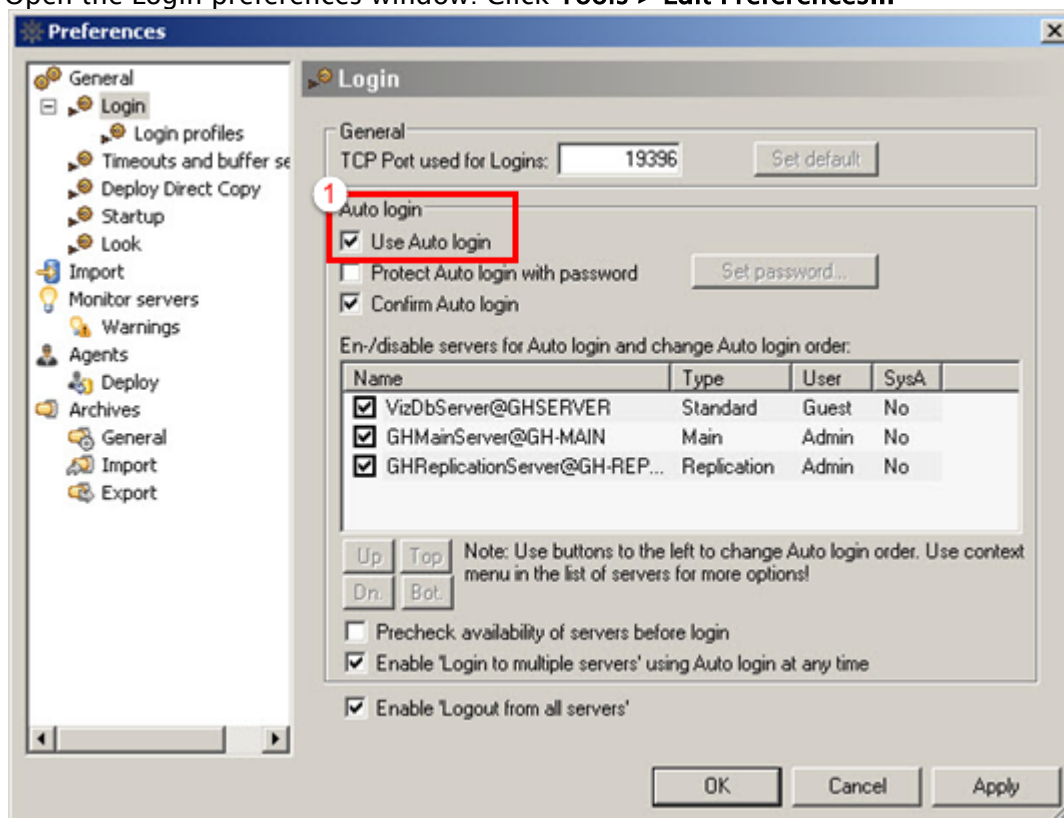 Open the Login preferences window: Click Tools > Edit Preferences...
Preferences
General
Login
Login profiles
Timeouts and buffer se
Deploy Direct Copy
Startup
Look
Import
Monitor servers
Warnings
Agents
Deploy
Archives
General
Import
Export
Login
General
TCP Port used for Logins: 19396 Set default
1
Auto login
Use Auto login
Protect Auto login with password Set password...
Confirm Auto login
En-/disable servers for Auto login and change Auto login order:
Name Type User SysA
VizDbServer@GHSERVER Standard Guest No
GHMainServer@GH-MAIN Main Admin No
GHReplicationServer@GH-REP... Replication Admin No
Up Top
Dn. Bot.
Note: Use buttons to the left to change Auto login order. Use context
menu in the list of servers for more options!
Precheck availability of servers before login
Enable 'Login to multiple servers' using Auto login at any time
Enable 'Logout from all servers'
OK Cancel Apply